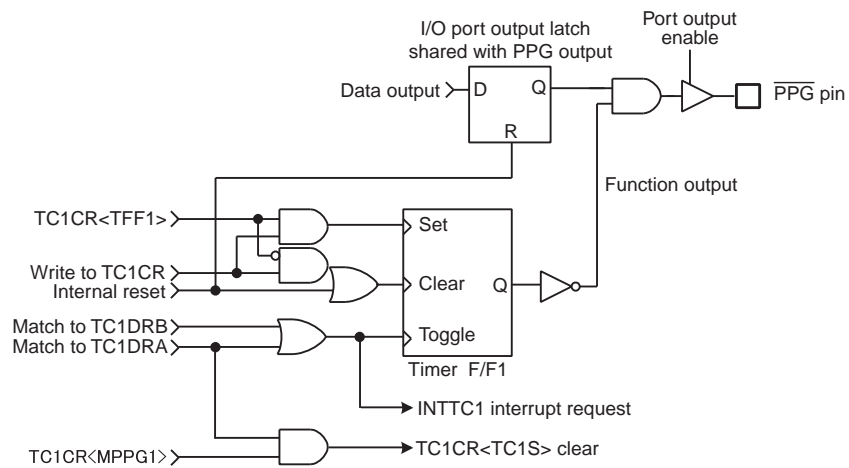 I/O port output latch
shared with PPG output
Port output
enable
Data output
D
Q
R
PPG pin
Function output
TC1CR<TFF1>
Set
Write to TC1CR
Internal reset
Clear
Q
Match to TC1DRB
Match to TC1DRA
Toggle
Timer F/F1
INTTC1 interrupt request
TC1CR<TC1S> clear
TC1CR<MPPG1>